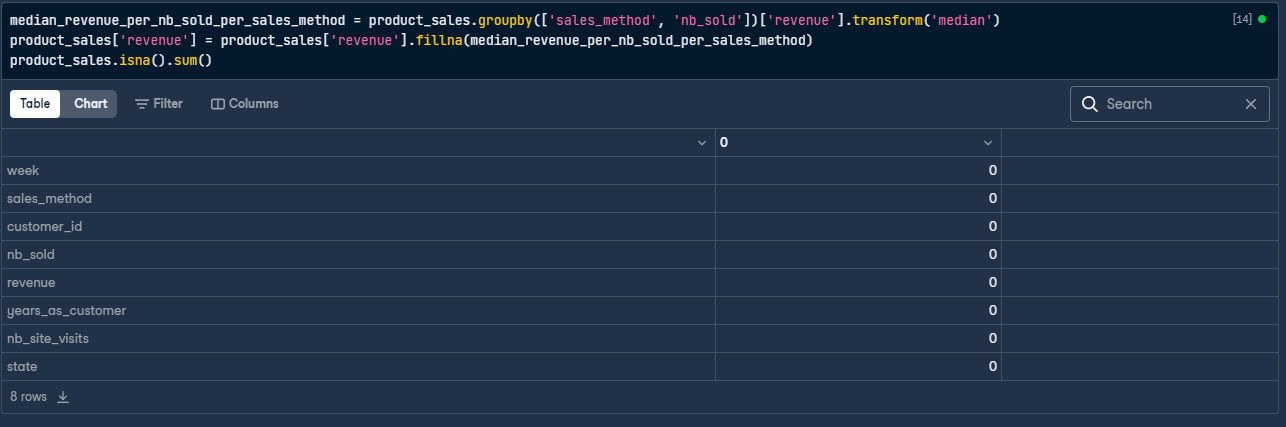 median_revenue_per_nb_sold_per_sales_method = product_sales.groupby(['sales_method', 'nb_sold'])['revenue'].transform('median')
[14]
product_sales['revenue'] = product_sales['revenue'].fillna(median_revenue_per_nb_sold_per_sales_method)
product_sales.isna().sum()
Table Chart Filter Columns Search
0
week 0
sales_method 0
customer_id 0
nb_sold 0
revenue 0
years_as_customer 0
nb_site_visits 0
state 0
8 rows